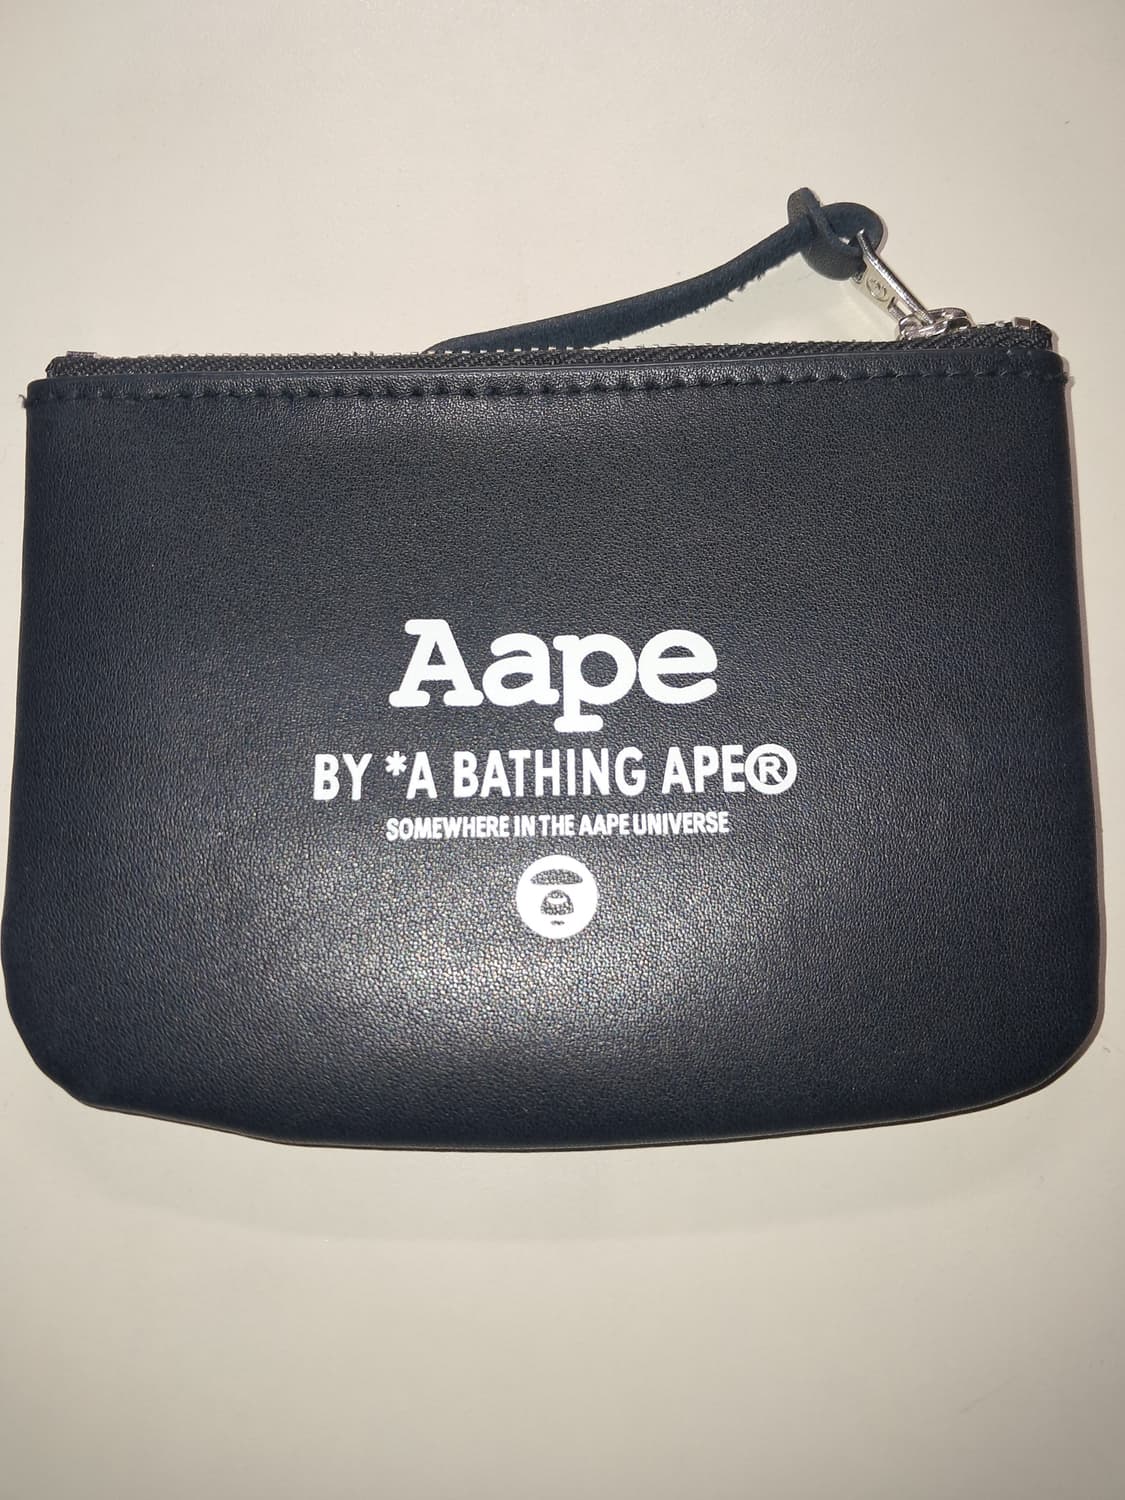 Aape
BY *A BATHING APE®
SOMEWHERE IN THE AAPE UNIVERSE